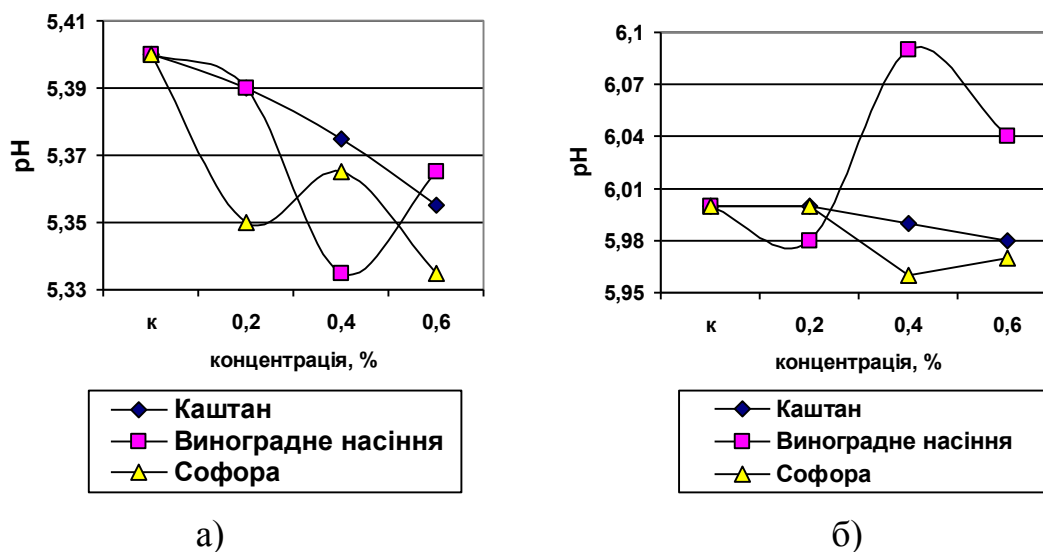 5,41
5,39
5,37
5,35
5,33
pH
к 0,2 0,4 0,6
концентрація, %
Каштан
Виноградне насіння
Софора
а)
6,1
6,07
6,04
6,01
5,98
5,95
pH
к 0,2 0,4 0,6
концентрація, %
Каштан
Виноградне насіння
Софора
б)